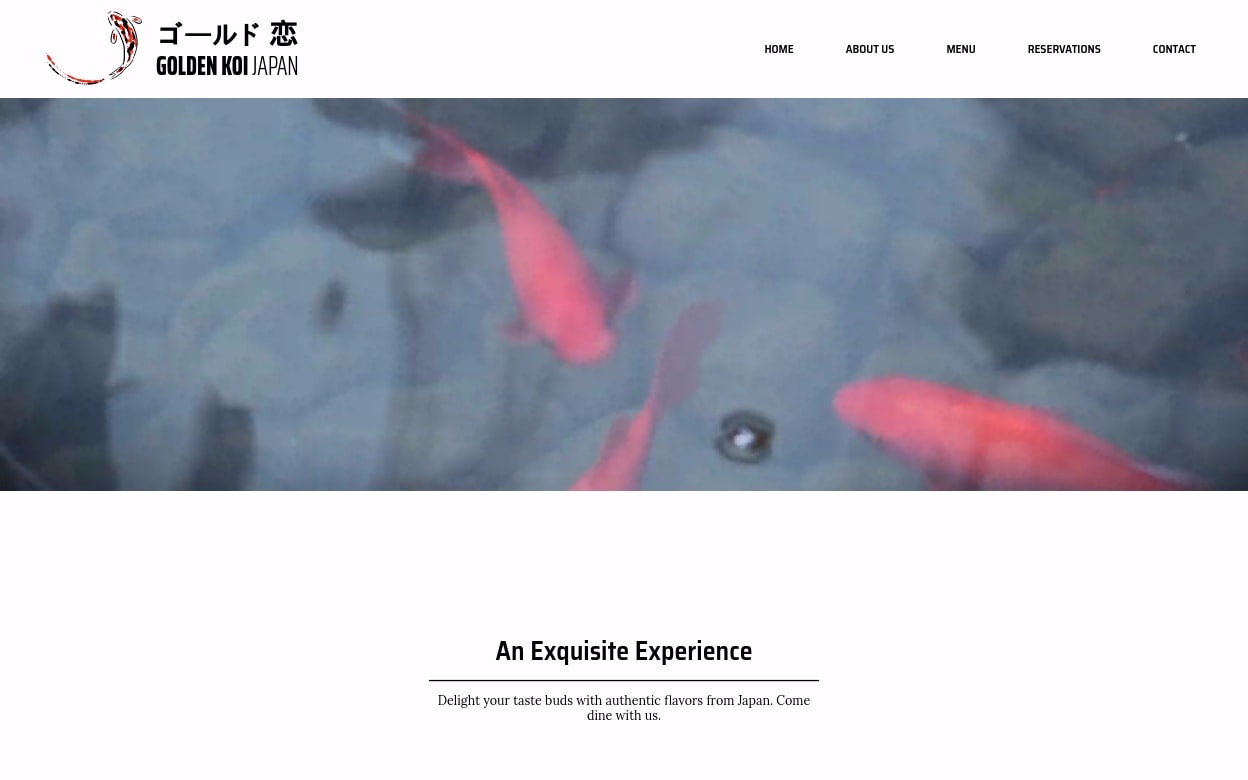 ゴールド 恋
GOLDEN KOI JAPAN
HOME
ABOUT US
MENU
RESERVATIONS
CONTACT
An Exquisite Experience
Delight your taste buds with authentic flavors from Japan. Come
dine with us.